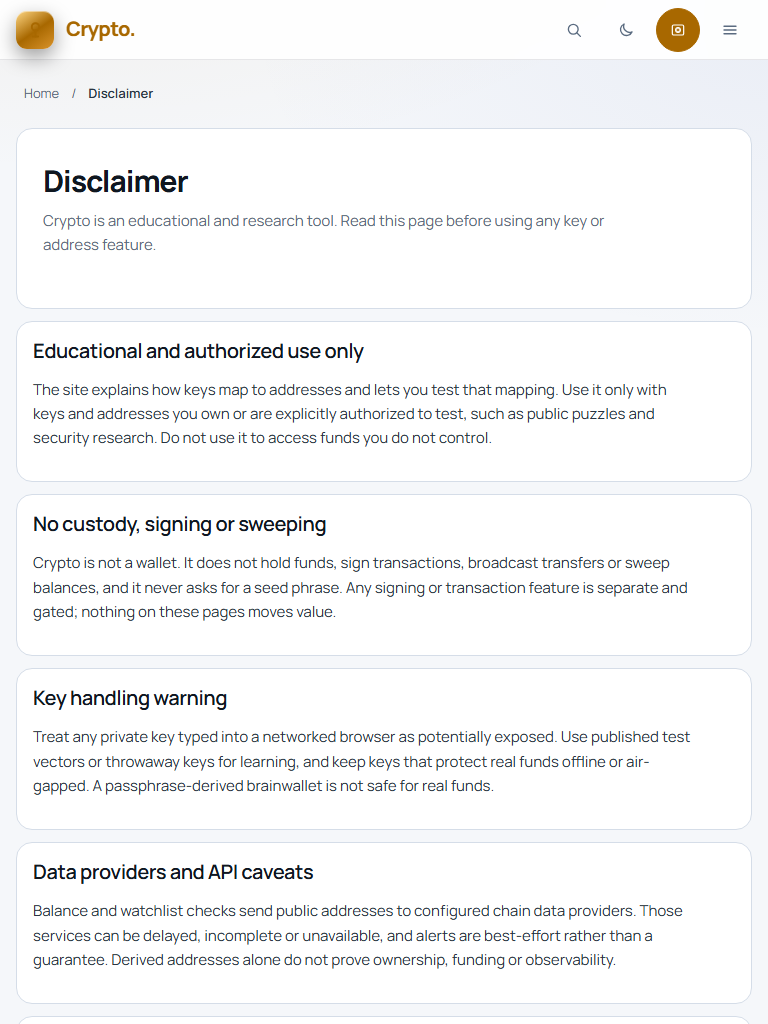 Crypto.
Home / Disclaimer
Disclaimer
Crypto is an educational and research tool. Read this page before using any key or
address feature.
Educational and authorized use only
The site explains how keys map to addresses and lets you test that mapping. Use it only with
keys and addresses you own or are explicitly authorized to test, such as public puzzles and
security research. Do not use it to access funds you do not control.
No custody, signing or sweeping
Crypto is not a wallet. It does not hold funds, sign transactions, broadcast transfers or sweep
balances, and it never asks for a seed phrase. Any signing or transaction feature is separate and
gated; nothing on these pages moves value.
Key handling warning
Treat any private key typed into a networked browser as potentially exposed. Use published test
vectors or throwaway keys for learning, and keep keys that protect real funds offline or air-
gapped. A passphrase-derived brainwallet is not safe for real funds.
Data providers and API caveats
Balance and watchlist checks send public addresses to configured chain data providers. Those
services can be delayed, incomplete or unavailable, and alerts are best-effort rather than a
guarantee. Derived addresses alone do not prove ownership, funding or observability.